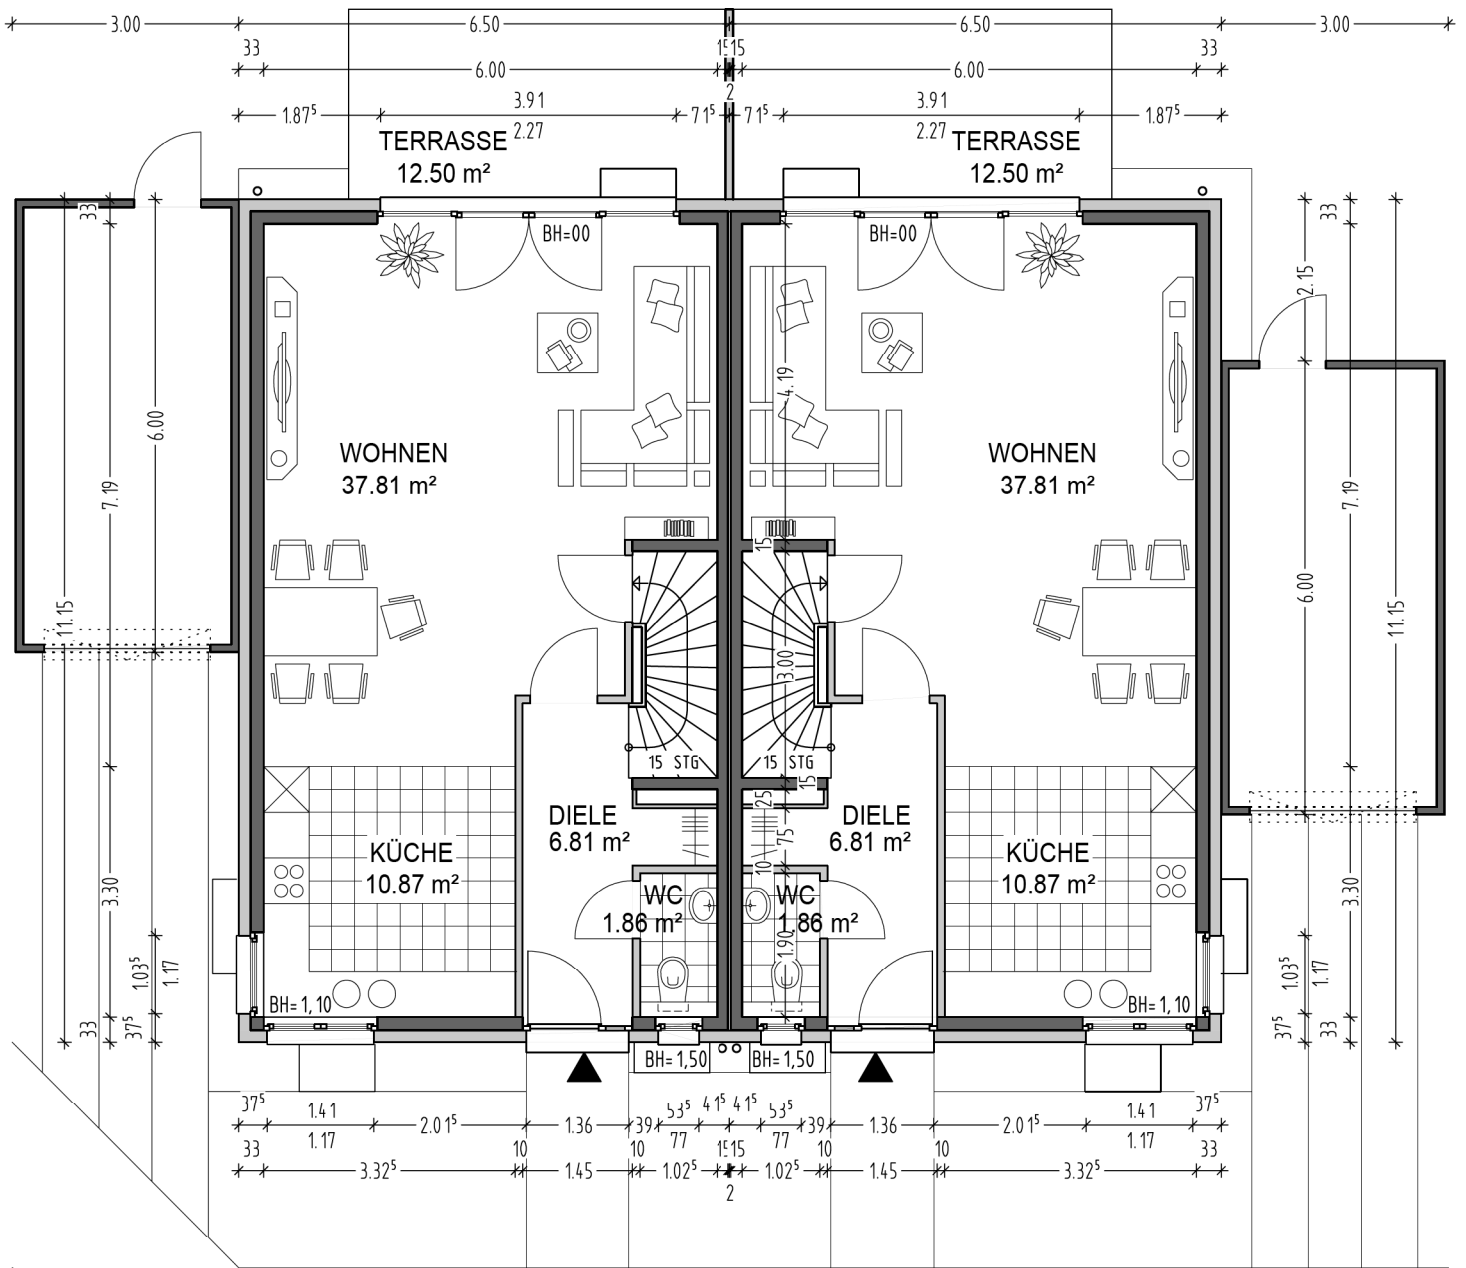 3.00 6.50 6.50 3.00
33 15 15 33
6.00 6.00
2
3.91 3.91
1.87⁵ 71⁵ 71⁵ 1.87⁵
2.27 2.27
TERRASSE TERRASSE
12.50 m² 12.50 m²
33 33
BH=00 BH=00
2.15
4.19
6.00
WOHNEN WOHNEN
37.81 m² 37.81 m²
7.19 7.19
15
6.00
11.15 11.15
3.00
15 STG 15 STG
15
25
DIELE DIELE
6.81 m² 6.81 m²
75
KÜCHE KÜCHE
10.87 m² 10.87 m²
10
3.30 3.30
WC WC
1.86 m² 1.86 m²
1.90
1.03⁵ 1.17 1.03⁵ 1.17
BH=1,10 BH=1,10
33 37⁵ 37⁵ 33
BH=1,50 BH=1,50
37⁵ 1.41 53⁵ 41⁵ 41⁵ 53⁵ 1.41 37⁵
2.01⁵ 1.36 39 39 1.36 2.01⁵
1.17 77 77 1.17
33 10 10 15 15 10 10 33
3.32⁵ 1.45 1.02⁵ 1.02⁵ 1.45 3.32⁵
2